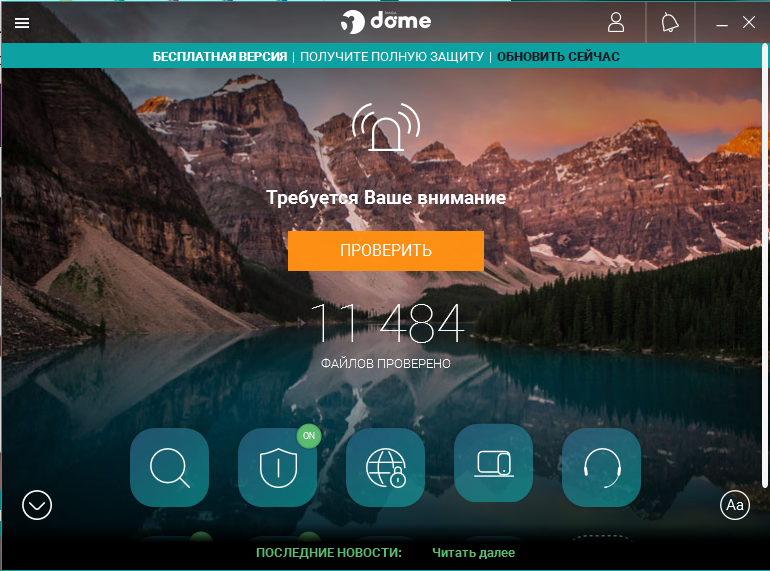 dome
БЕСПЛАТНАЯ ВЕРСИЯ | ПОЛУЧИТЕ ПОЛНУЮ ЗАЩИТУ | ОБНОВИТЬ СЕЙЧАС
Требуется Ваше внимание
ПРОВЕРИТЬ
11 484
ФАЙЛОВ ПРОВЕРЕНО
ON
Aa
ПОСЛЕДНИЕ НОВОСТИ: Читать далее